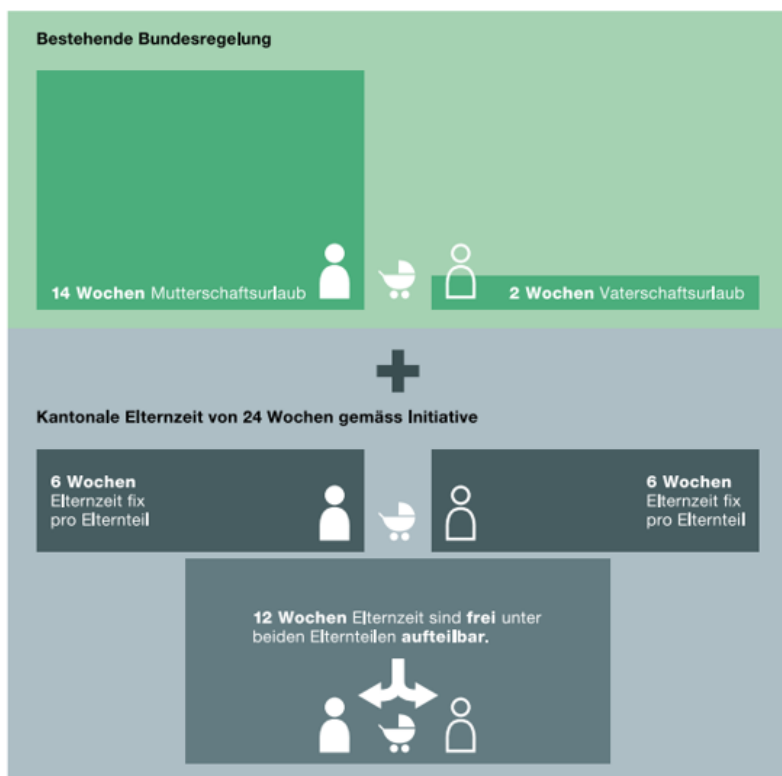 Bestehende Bundesregelung
14 Wochen Mutterschaftsurlaub
2 Wochen Vaterschaftsurlaub
Kantonale Elternzeit von 24 Wochen gemäss Initiative
6 Wochen
Elternzeit fix
pro Elternteil
6 Wochen
Elternzeit fix
pro Elternteil
12 Wochen Elternzeit sind frei unter
beiden Elternteilen aufteilbar.